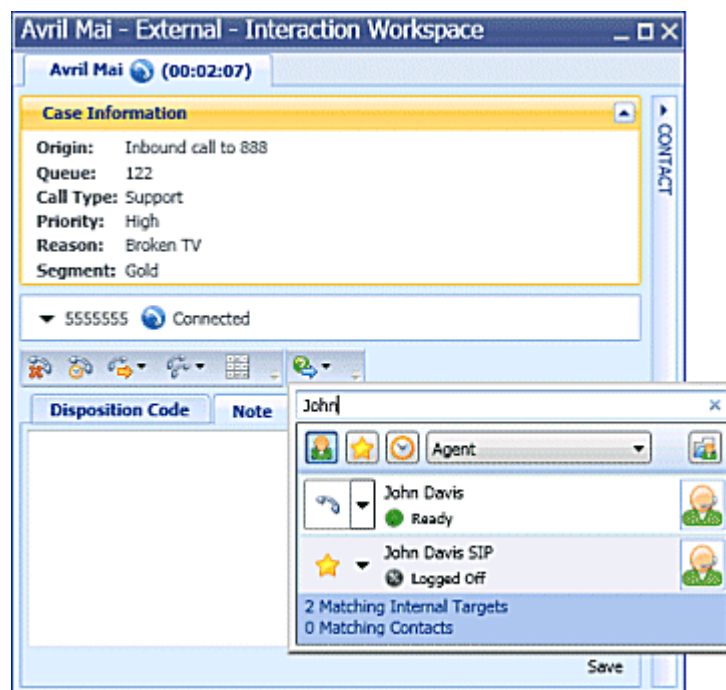 Avril Mai - External - Interaction Workspace
Avril Mai (00:02:07)
Case Information
Origin: Inbound call to 888
Queue: 122
Call Type: Support
Priority: High
Reason: Broken TV
Segment: Gold
CONTACT
5555555 Connected
Disposition Code Note
John
Agent
John Davis
Ready
John Davis SIP
Logged Off
2 Matching Internal Targets
0 Matching Contacts
Save